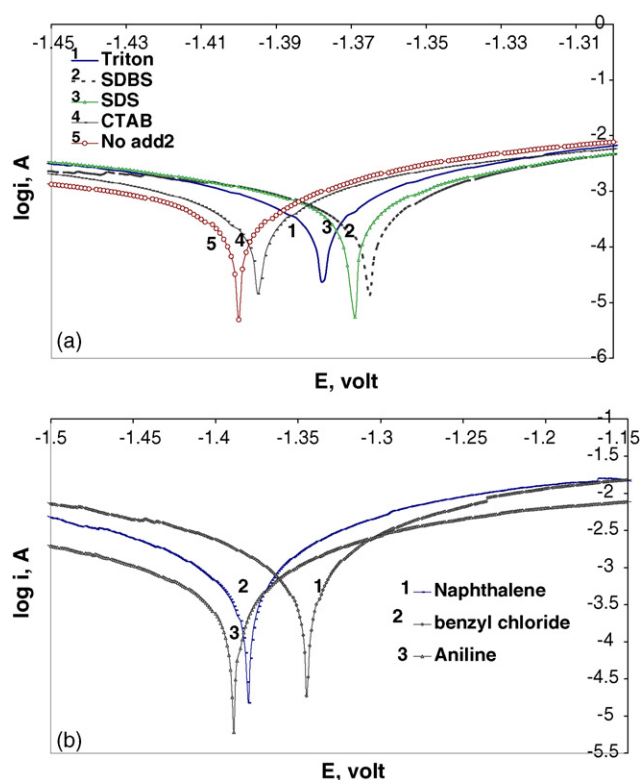 0
-1.45 -1.43 -1.41 -1.39 -1.37 -1.35 -1.33 -1.31
1 Triton
2 SDBS
3 SDS
4 CTAB
5 No add2
-1
-2
-3
-4
-5
-6
logi, A
5 4 1 3 2
(a)
E, volt
-1
-1.5 -1.45 -1.4 -1.35 -1.3 -1.25 -1.2 -1.15
-1.5
-2
-2.5
-3
-3.5
-4
-4.5
-5
-5.5
log i, A
2 1
3
1 Naphthalene
2 benzyl chloride
3 Aniline
(b)
E, volt